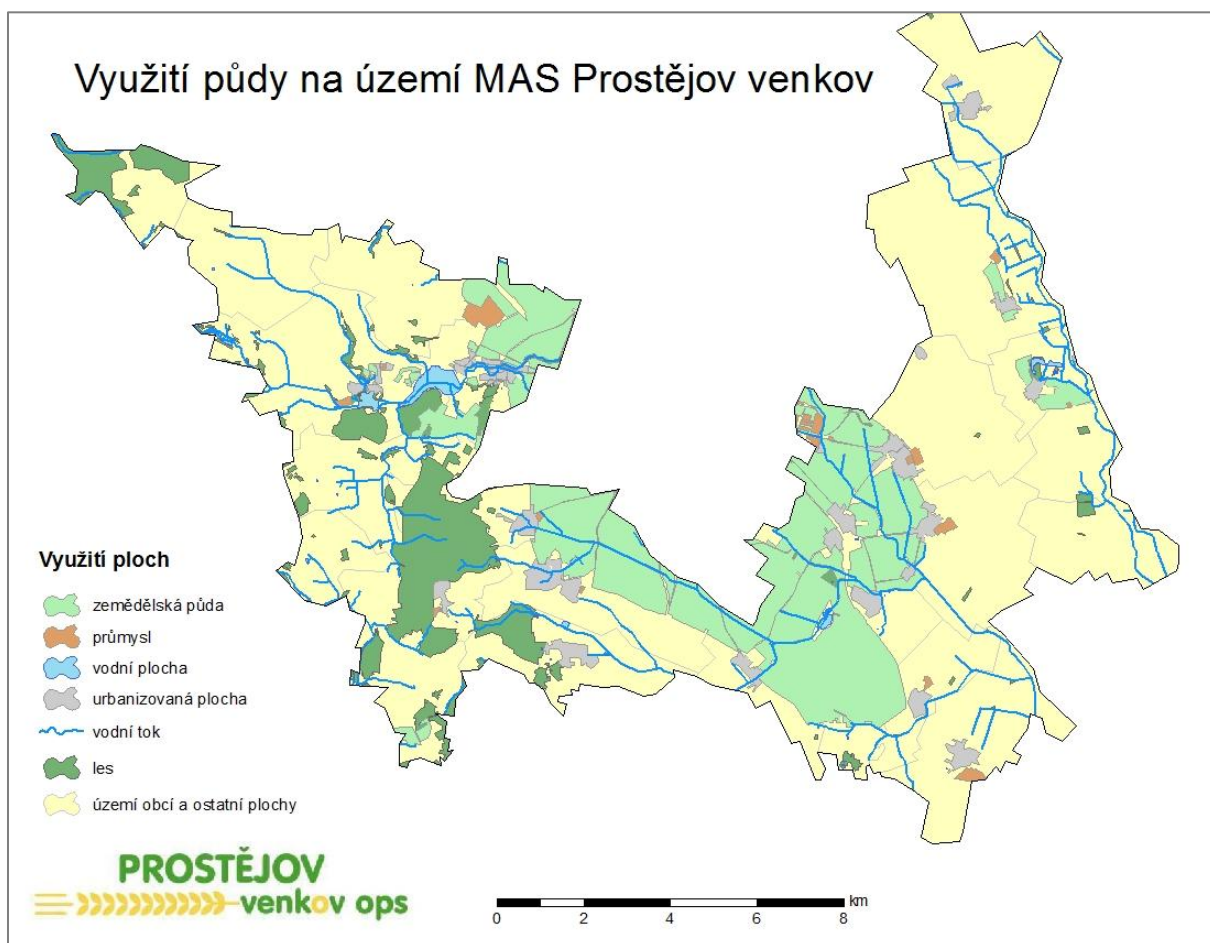 Využití půdy na území MAS Prostějov venkov
Využití ploch
zemědělská půda
průmysl
vodní plocha
urbanizovaná plocha
vodní tok
les
území obcí a ostatní plochy
PROSTĚJOV
venkov ops
km
0 2 4 6 8